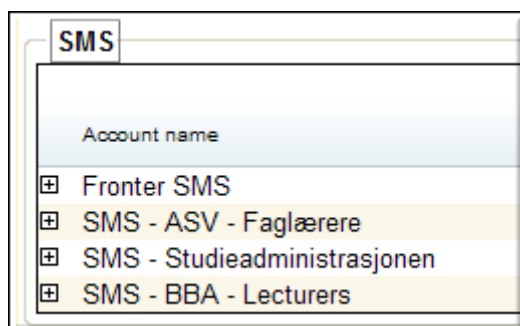 SMS
Account name
Fronter SMS
SMS - ASV - Faglærere
SMS - Studieadministrasjonen
SMS - BBA - Lecturers